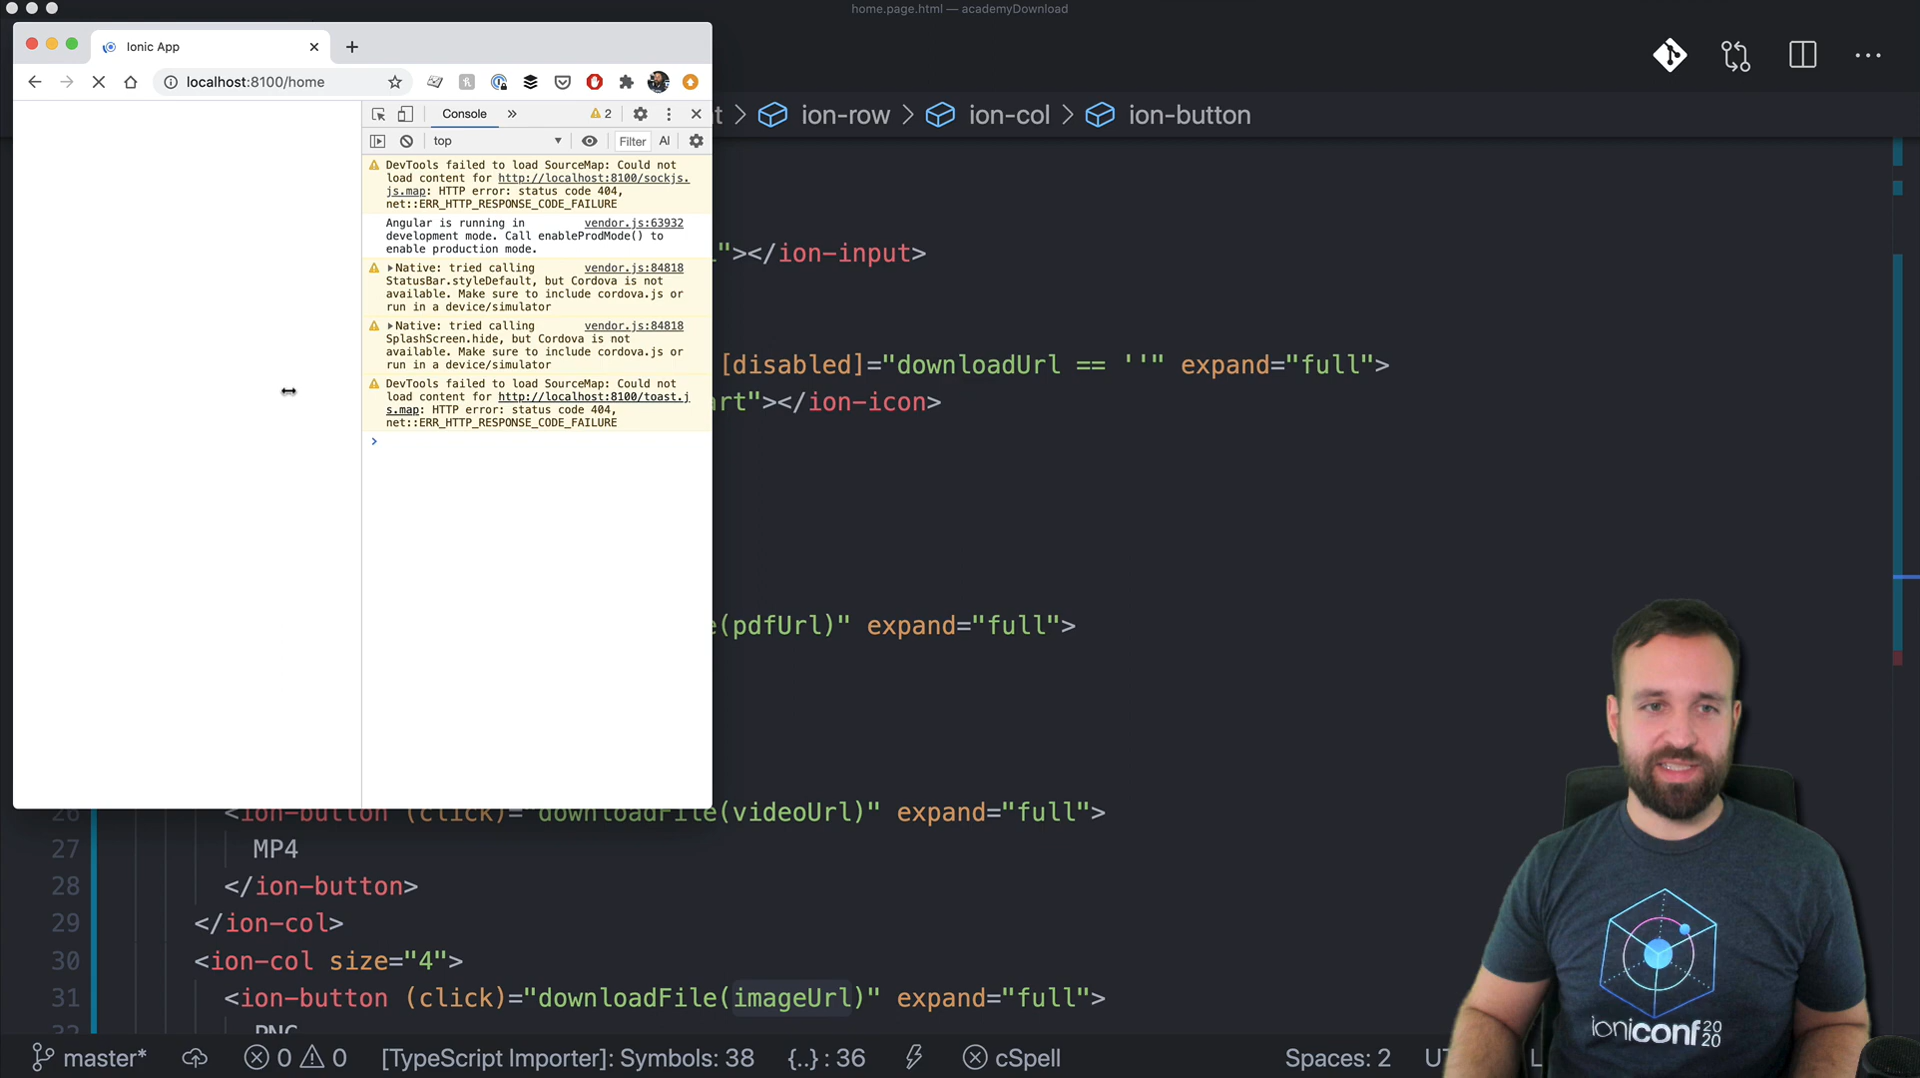 home.page.html — academyDownload
Ionic App
localhost:8100/home
Console
2
top
Filter
DevTools failed to load SourceMap: Could not
load content for http://localhost:8100/sockjs.
js.map: HTTP error: status code 404,
net::ERR_HTTP_RESPONSE_CODE_FAILURE
Angular is running in vendor.js:63932
development mode. Call enableProdMode() to
enable production mode.
Native: tried calling vendor.js:84818
StatusBar.styleDefault, but Cordova is not
available. Make sure to include cordova.js or
run in a device/simulator
Native: tried calling vendor.js:84818
SplashScreen.hide, but Cordova is not
available. Make sure to include cordova.js or
run in a device/simulator
DevTools failed to load SourceMap: Could not
load content for http://localhost:8100/toast.j
s.map: HTTP error: status code 404,
net::ERR_HTTP_RESPONSE_CODE_FAILURE
>
t > ion-row > ion-col > ion-button
"></ion-input>
[disabled]="downloadUrl == ''" expand="full">
rt"></ion-icon>
e(pdfUrl)" expand="full">
26 <ion-button (click)="downloadFile(videoUrl)" expand="full">
27 MP4
28 </ion-button>
29 </ion-col>
30 <ion-col size="4">
31 <ion-button (click)="downloadFile(imageUrl)" expand="full">
32 PNG
master* 0 0 [TypeScript Importer]: Symbols: 38 {..} : 36 cSpell Spaces: 2
ioniconf 20
20